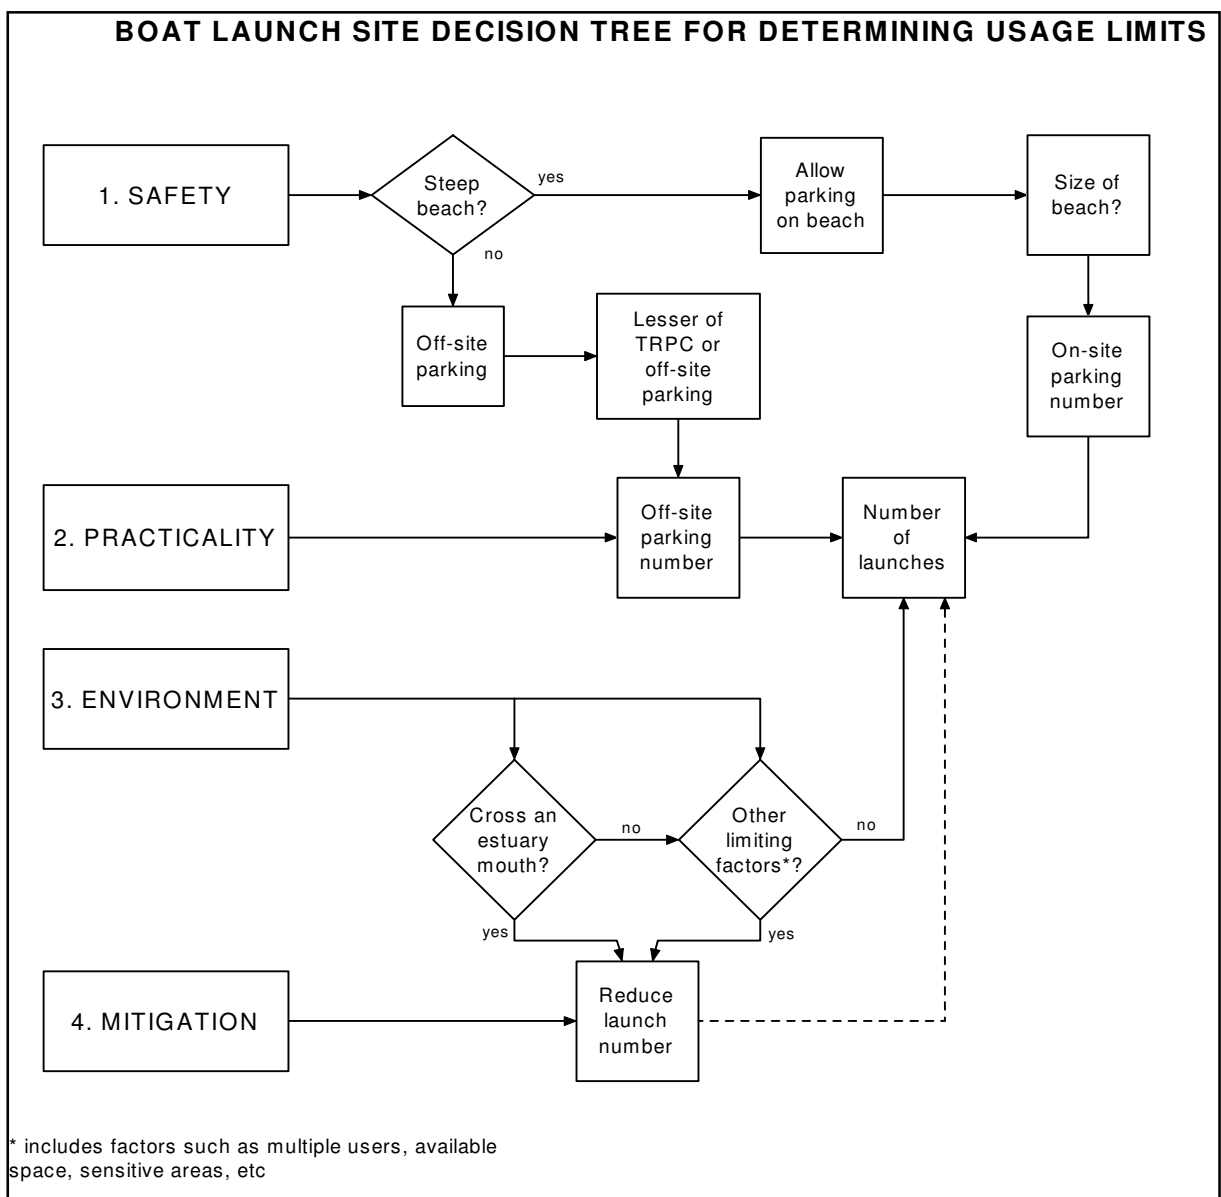 BOAT LAUNCH SITE DECISION TREE FOR DETERMINING USAGE LIMITS
1. SAFETY
Steep
beach?
yes
no
Allow
parking
on beach
Size of
beach?
Off-site
parking
Lesser of
TRPC or
off-site
parking
On-site
parking
number
2. PRACTICALITY
Off-site
parking
number
Number
of
launches
3. ENVIRONMENT
Cross an
estuary
mouth?
no
yes
Other
limiting
factors*?
no
yes
4. MITIGATION
Reduce
launch
number
* includes factors such as multiple users, available
space, sensitive areas, etc